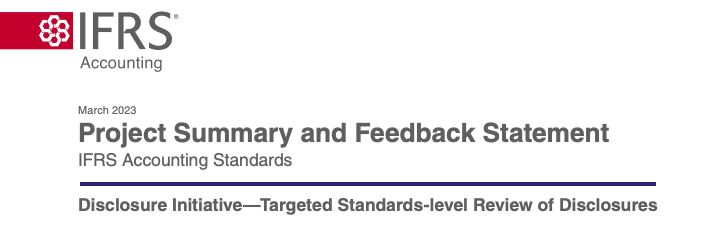 IFRS®
Accounting
March 2023
Project Summary and Feedback Statement
IFRS Accounting Standards
Disclosure Initiative—Targeted Standards-level Review of Disclosures